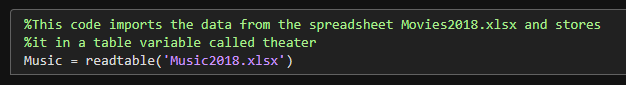 %This code imports the data from the spreadsheet Movies2018.xlsx and stores
%it in a table variable called theater
Music = readtable('Music2018.xlsx')